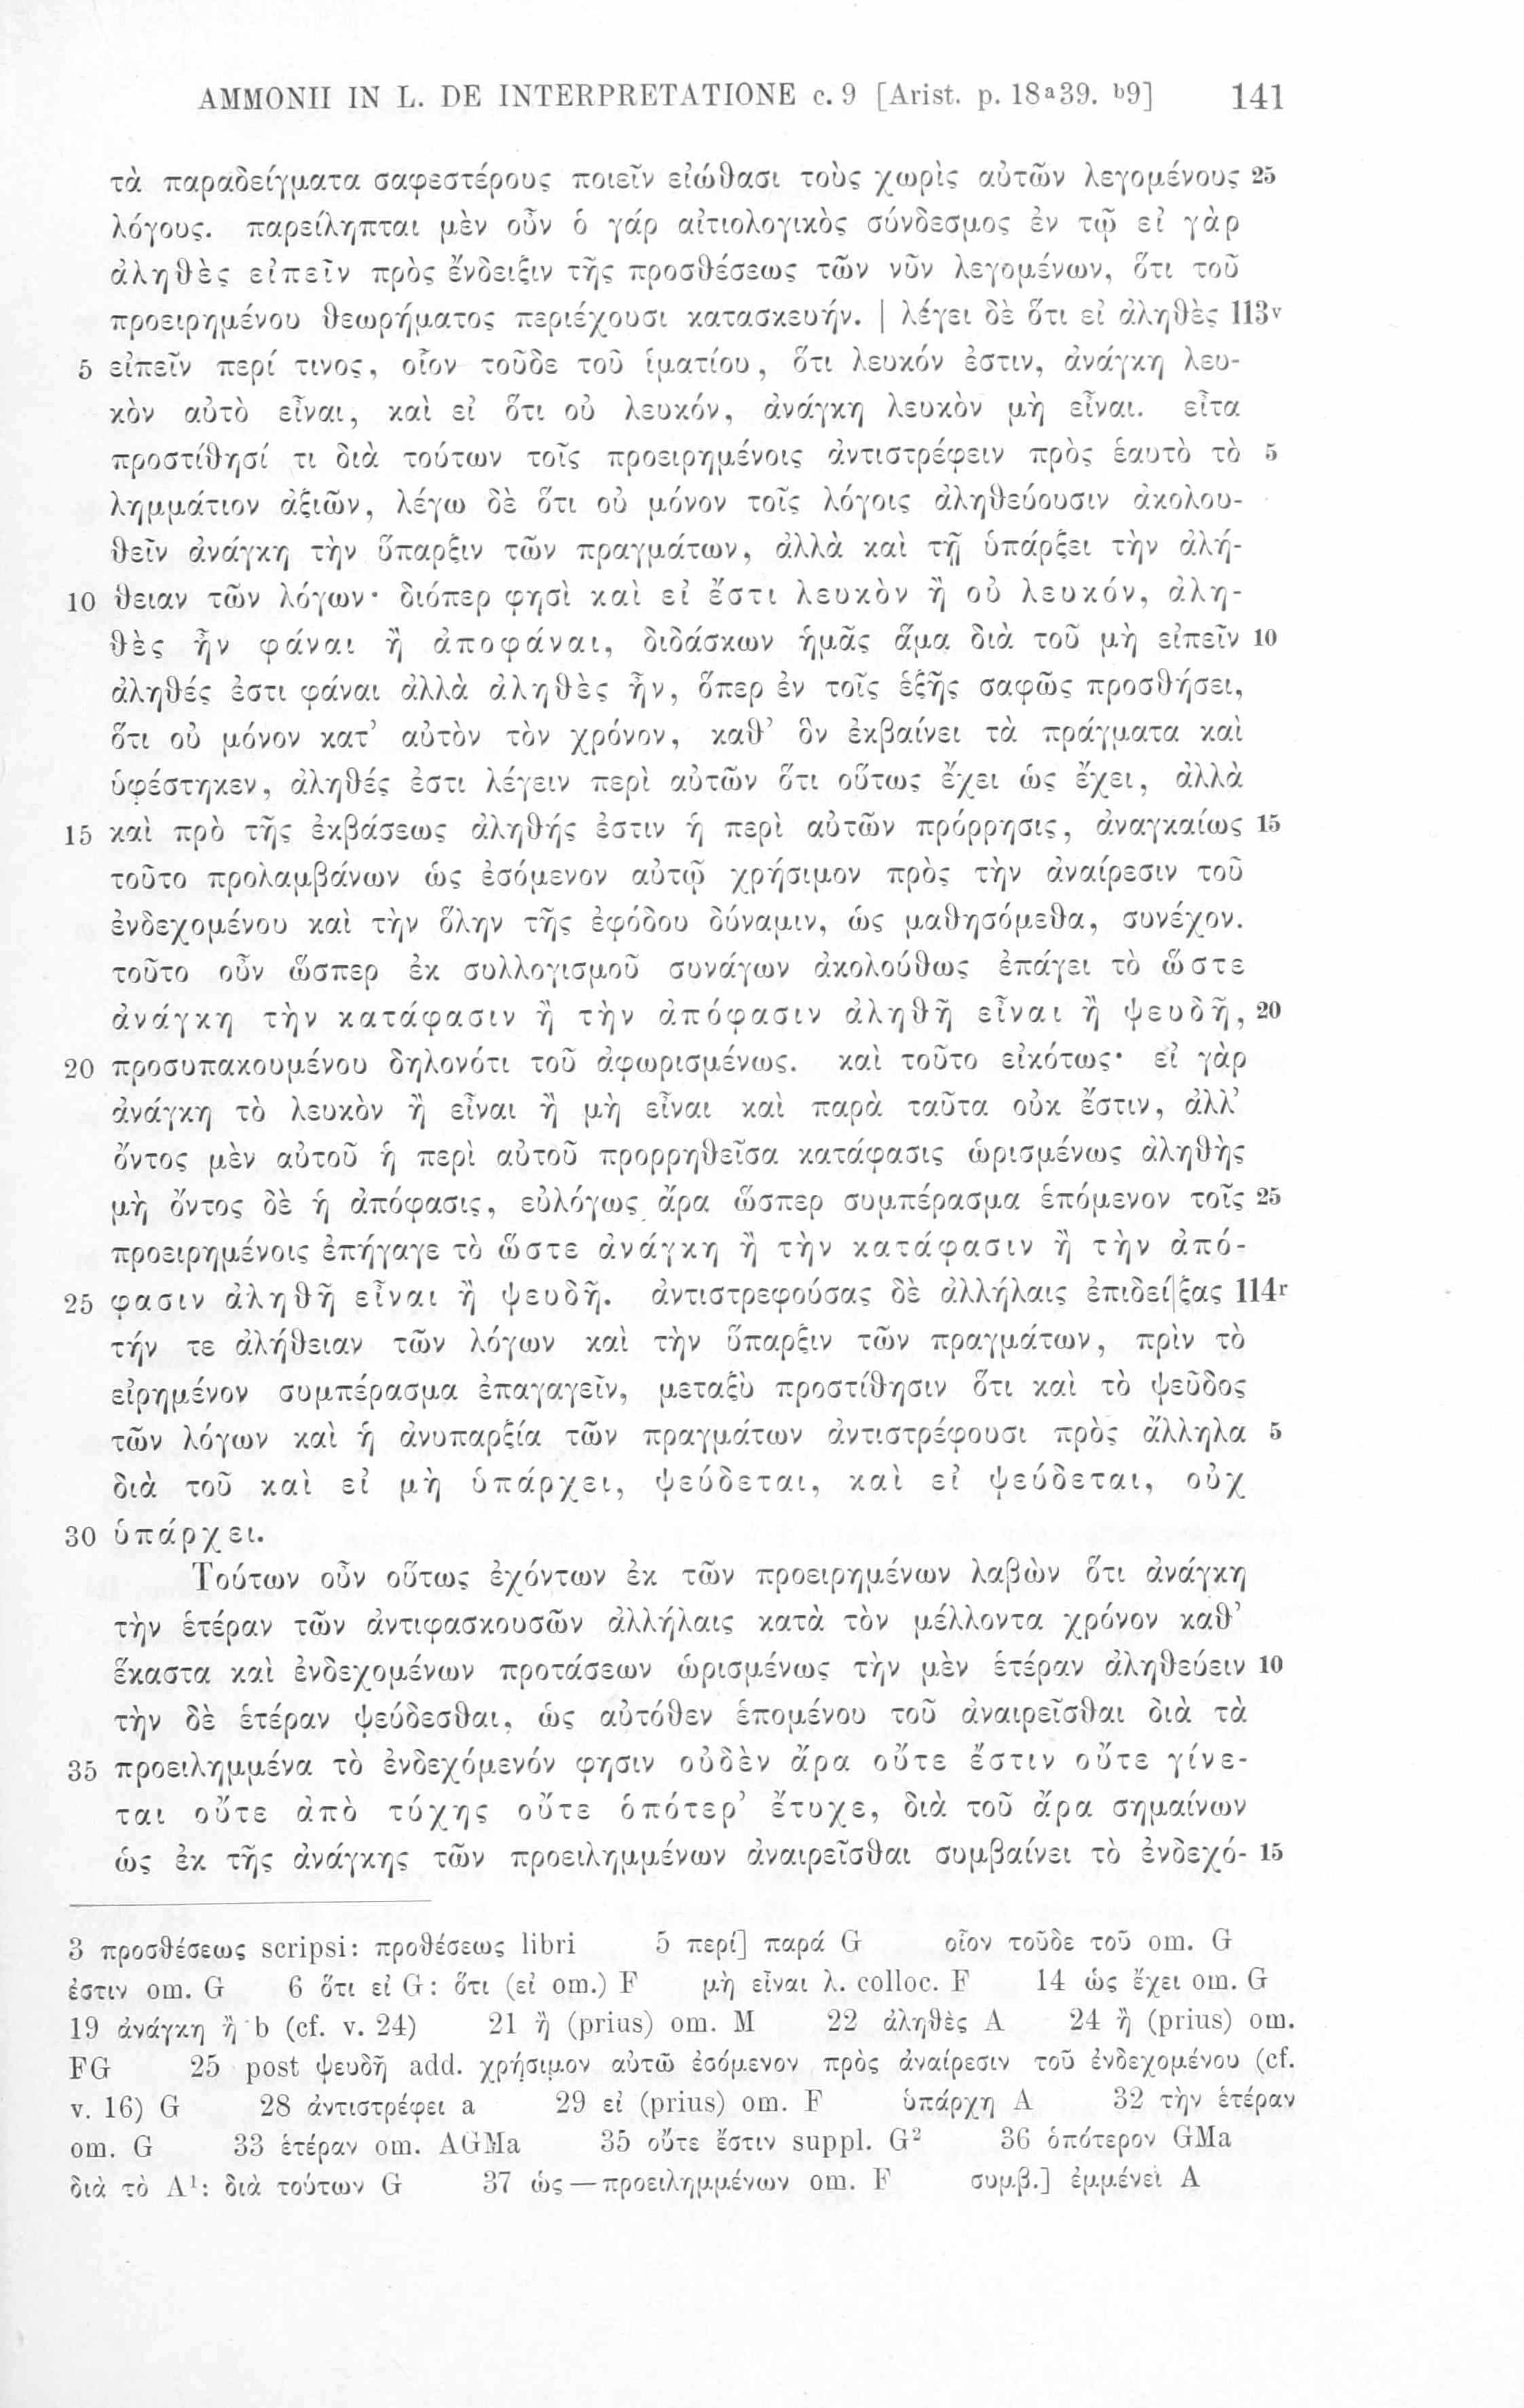 AMMONII IN L. DE INTERPRETATIONE c. 9 [Arist. p. 18ᵃ39. ᵇ9] 141
τὰ παραδείγματα σαφεστέρους ποιεῖν εἰώθασι τοὺς χωρὶς αὐτῶν λεγομένους 25
λόγους. παρείληπται μὲν οὖν ὁ γάρ αἰτιολογικὸς σύνδεσμος ἐν τῷ εἰ γὰρ
ἀληθὲς εἰπεῖν πρὸς ἔνδειξιν τῆς προσθέσεως τῶν νῦν λεγομένων, ὅτι τοῦ
προειρημένου θεωρήματος περιέχουσι κατασκευήν. | λέγει δὲ ὅτι εἰ ἀληθὲς 113ᵛ
5 εἰπεῖν περί τινος, οἷον τοῦδε τοῦ ἱματίου, ὅτι λευκόν ἐστιν, ἀνάγκη λευ-
κὸν αὐτὸ εἶναι, καὶ εἰ ὅτι οὐ λευκόν, ἀνάγκη λευκὸν μὴ εἶναι. εἶτα
προστίθησί τι διὰ τούτων τοῖς προειρημένοις ἀντιστρέφειν πρὸς ἑαυτὸ τὸ 5
λημμάτιον ἀξιῶν, λέγω δὲ ὅτι οὐ μόνον τοῖς λόγοις ἀληθεύουσιν ἀκολου-
θεῖν ἀνάγκη τὴν ὕπαρξιν τῶν πραγμάτων, ἀλλὰ καὶ τῇ ὑπάρξει τὴν ἀλή-
10 θειαν τῶν λόγων· διόπερ φησὶ καὶ εἰ ἔστι λευκὸν ἢ οὐ λευκόν, ἀλη-
θὲς ἦν φάναι ἢ ἀποφάναι, διδάσκων ἡμᾶς ἅμα διὰ τοῦ μὴ εἰπεῖν 10
ἀληθές ἐστι φάναι ἀλλὰ ἀληθὲς ἦν, ὅπερ ἐν τοῖς ἑξῆς σαφῶς προσθήσει,
ὅτι οὐ μόνον κατ’ αὐτὸν τὸν χρόνον, καθ’ ὃν ἐκβαίνει τὰ πράγματα καὶ
ὑφέστηκεν, ἀληθές ἐστι λέγειν περὶ αὐτῶν ὅτι οὕτως ἔχει ὡς ἔχει, ἀλλὰ
15 καὶ πρὸ τῆς ἐκβάσεως ἀληθής ἐστιν ἡ περὶ αὐτῶν πρόρρησις, ἀναγκαίως 15
τοῦτο προλαμβάνων ὡς ἐσόμενον αὐτῷ χρήσιμον πρὸς τὴν ἀναίρεσιν τοῦ
ἐνδεχομένου καὶ τὴν ὅλην τῆς ἐφόδου δύναμιν, ὡς μαθησόμεθα, συνέχον.
τοῦτο οὖν ὥσπερ ἐκ συλλογισμοῦ συνάγων ἀκολούθως ἐπάγει τὸ ὥστε
ἀνάγκη τὴν κατάφασιν ἢ τὴν ἀπόφασιν ἀληθῆ εἶναι ἢ ψευδῆ, 20
20 προσυπακουμένου δηλονότι τοῦ ἀφωρισμένως. καὶ τοῦτο εἰκότως· εἰ γὰρ
ἀνάγκη τὸ λευκὸν ἢ εἶναι ἢ μὴ εἶναι καὶ παρὰ ταῦτα οὐκ ἔστιν, ἀλλ’
ὄντος μὲν αὐτοῦ ἡ περὶ αὐτοῦ προρρηθεῖσα κατάφασις ὡρισμένως ἀληθὴς
μὴ ὄντος δὲ ἡ ἀπόφασις, εὐλόγως ἄρα ὥσπερ συμπέρασμα ἑπόμενον τοῖς 25
προειρημένοις ἐπήγαγε τὸ ὥστε ἀνάγκη ἢ τὴν κατάφασιν ἢ τὴν ἀπό-
25 φασιν ἀληθῆ εἶναι ἢ ψευδῆ. ἀντιστρεφούσας δὲ ἀλλήλαις ἐπιδεί|ξας 114ʳ
τήν τε ἀλήθειαν τῶν λόγων καὶ τὴν ὕπαρξιν τῶν πραγμάτων, πρὶν τὸ
εἰρημένον συμπέρασμα ἐπαγαγεῖν, μεταξὺ προστίθησιν ὅτι καὶ τὸ ψεῦδος
τῶν λόγων καὶ ἡ ἀνυπαρξία τῶν πραγμάτων ἀντιστρέφουσι πρὸς ἄλληλα 5
διὰ τοῦ καὶ εἰ μὴ ὑπάρχει, ψεύδεται, καὶ εἰ ψεύδεται, οὐχ
30 ὑπάρχει.
Τούτων οὖν οὕτως ἐχόντων ἐκ τῶν προειρημένων λαβὼν ὅτι ἀνάγκη
τὴν ἑτέραν τῶν ἀντιφασκουσῶν ἀλλήλαις κατὰ τὸν μέλλοντα χρόνον καθ’
ἕκαστα καὶ ἐνδεχομένων προτάσεων ὡρισμένως τὴν μὲν ἑτέραν ἀληθεύειν 10
τὴν δὲ ἑτέραν ψεύδεσθαι, ὡς αὐτόθεν ἑπομένου τοῦ ἀναιρεῖσθαι διὰ τὰ
35 προειλημμένα τὸ ἐνδεχόμενόν φησιν οὐδὲν ἄρα οὔτε ἔστιν οὔτε γίνε-
ται οὔτε ἀπὸ τύχης οὔτε ὁπότερ’ ἔτυχε, διὰ τοῦ ἄρα σημαίνων
ὡς ἐκ τῆς ἀνάγκης τῶν προειλημμένων ἀναιρεῖσθαι συμβαίνει τὸ ἐνδεχό- 15
3 προσθέσεως scripsi: προθέσεως libri 5 περί] παρά G οἷον τοῦδε τοῦ om. G
ἐστιν om. G 6 ὅτι εἰ G: ὅτι (εἰ om.) F μὴ εἶναι λ. colloc. F 14 ὡς ἔχει om. G
19 ἀνάγκη ἢ b (cf. v. 24) 21 ἢ (prius) om. M 22 ἀληθὲς A 24 ἢ (prius) om.
FG 25 post ψευδῆ add. χρήσιμον αὐτῶ ἐσόμενον πρὸς ἀναίρεσιν τοῦ ἐνδεχομένου (cf.
v. 16) G 28 ἀντιστρέφει a 29 εἰ (prius) om. F ὑπάρχη A 32 τὴν ἑτέραν
om. G 33 ἑτέραν om. AGMa 35 οὔτε ἔστιν suppl. G² 36 ὁπότερον GMa
διὰ τὸ A¹: διὰ τούτων G 37 ὡς — προειλημμένων om. F συμβ.] ἐμμένει A